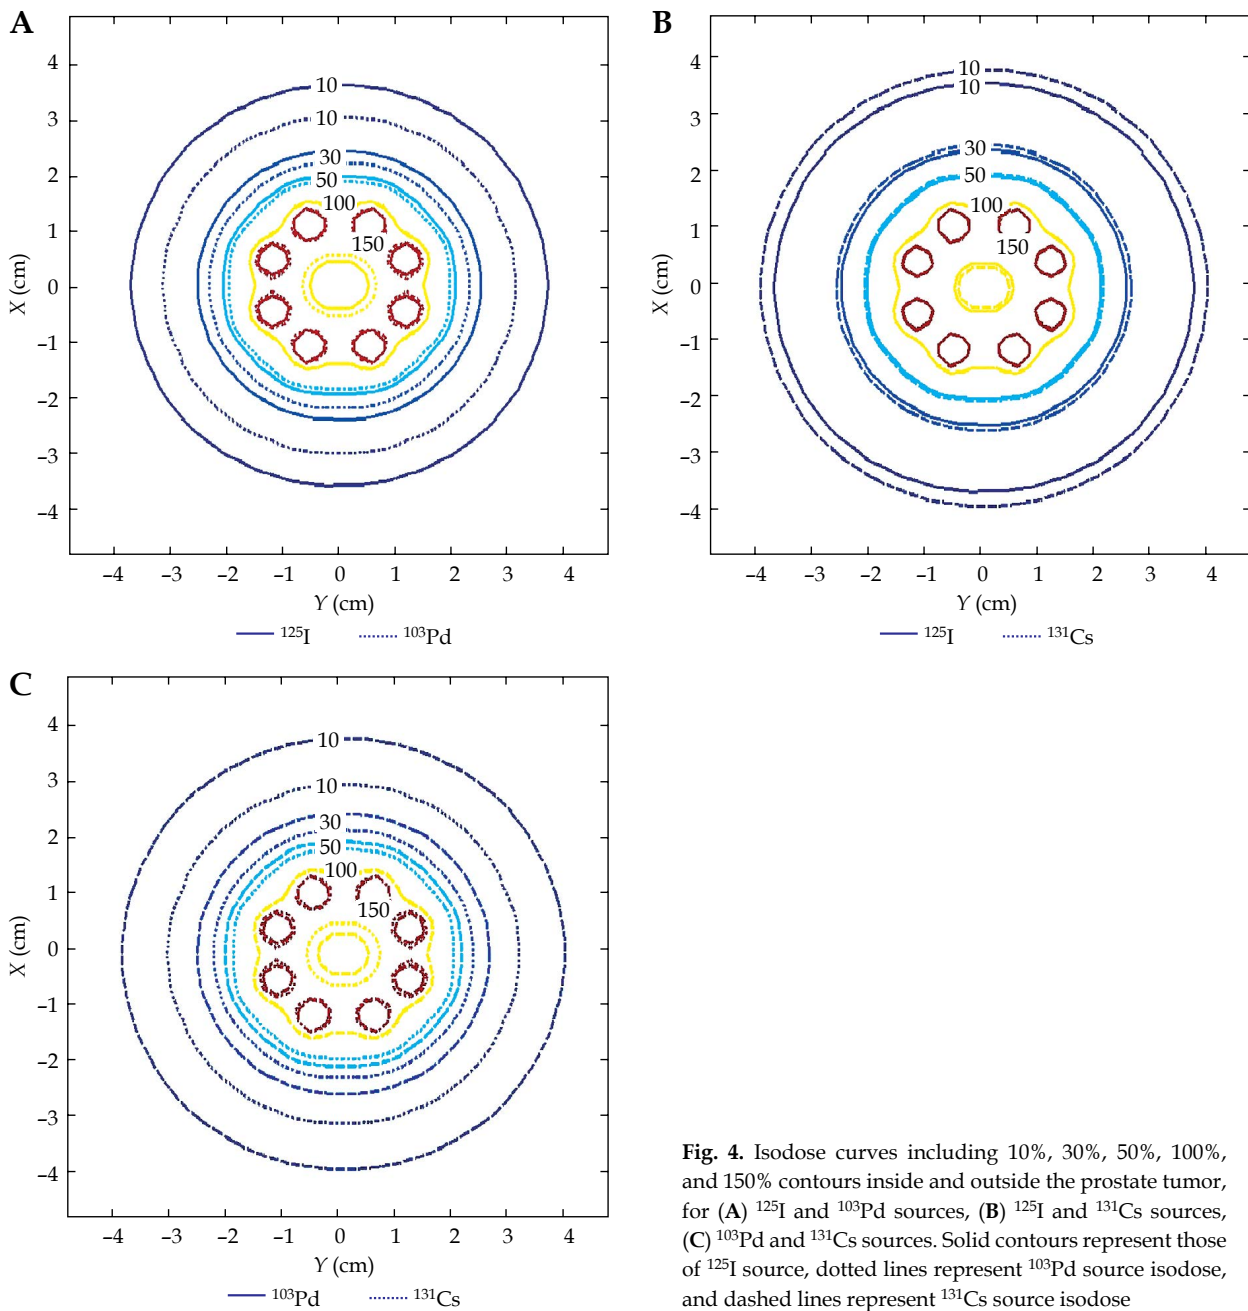 A
4
3
2
1
0
–1
–2
–3
–4
X (cm)
10
10
30
50
100
150
–4 –3 –2 –1 0 1 2 3 4
Y (cm)
¹²⁵I ¹⁰³Pd
B
4
3
2
1
0
–1
–2
–3
–4
X (cm)
10
10
30
50
100
150
–4 –3 –2 –1 0 1 2 3 4
Y (cm)
¹²⁵I ¹³¹Cs
C
4
3
2
1
0
–1
–2
–3
–4
X (cm)
10
10
30
50
100
150
–4 –3 –2 –1 0 1 2 3 4
Y (cm)
¹⁰³Pd ¹³¹Cs
Fig. 4. Isodose curves including 10%, 30%, 50%, 100%,
and 150% contours inside and outside the prostate tumor,
for (A) ¹²⁵I and ¹⁰³Pd sources, (B) ¹²⁵I and ¹³¹Cs sources,
(C) ¹⁰³Pd and ¹³¹Cs sources. Solid contours represent those
of ¹²⁵I source, dotted lines represent ¹⁰³Pd source isodose,
and dashed lines represent ¹³¹Cs source isodose